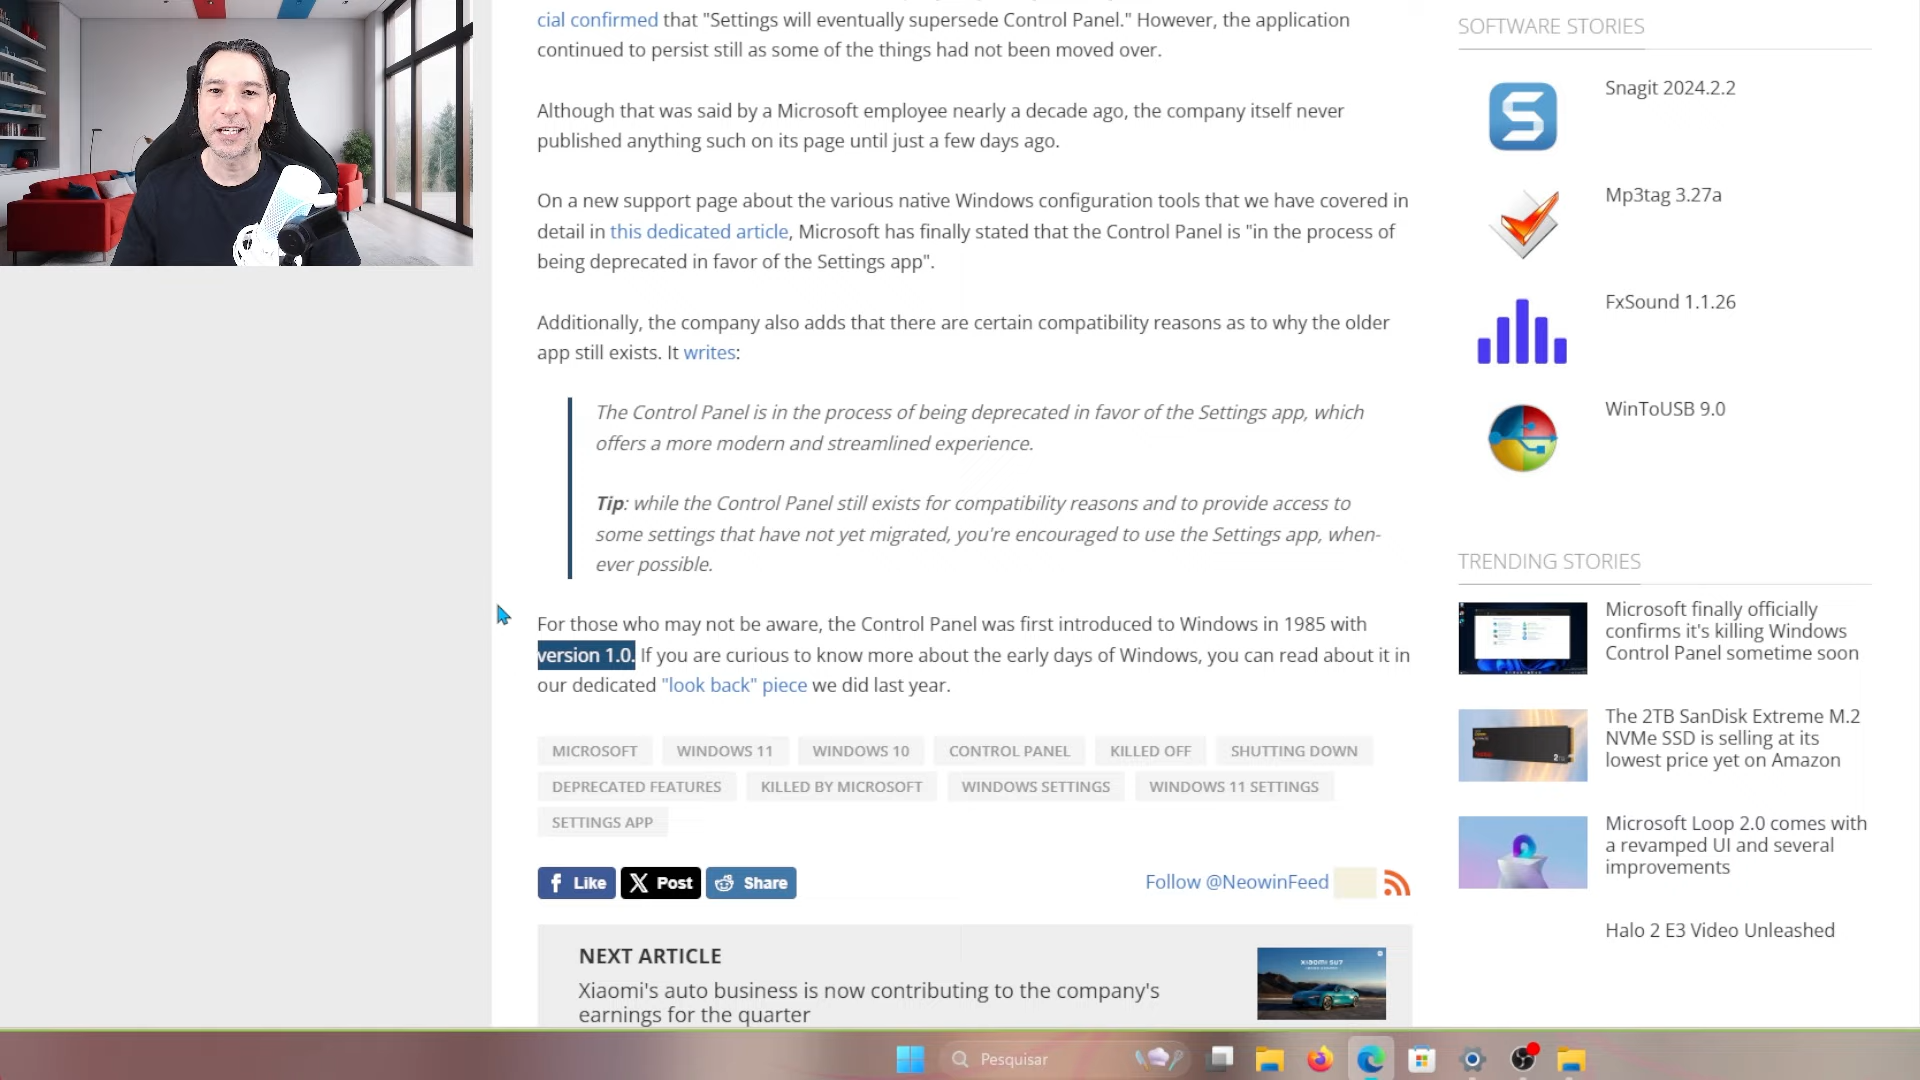 cial confirmed that "Settings will eventually supersede Control Panel." However, the application
continued to persist still as some of the things had not been moved over.
Although that was said by a Microsoft employee nearly a decade ago, the company itself never
published anything such on its page until just a few days ago.
On a new support page about the various native Windows configuration tools that we have covered in
detail in this dedicated article, Microsoft has finally stated that the Control Panel is "in the process of
being deprecated in favor of the Settings app".
Additionally, the company also adds that there are certain compatibility reasons as to why the older
app still exists. It writes:
The Control Panel is in the process of being deprecated in favor of the Settings app, which
offers a more modern and streamlined experience.
Tip: while the Control Panel still exists for compatibility reasons and to provide access to
some settings that have not yet migrated, you're encouraged to use the Settings app, when-
ever possible.
For those who may not be aware, the Control Panel was first introduced to Windows in 1985 with
version 1.0. If you are curious to know more about the early days of Windows, you can read about it in
our dedicated "look back" piece we did last year.
MICROSOFT WINDOWS 11 WINDOWS 10 CONTROL PANEL KILLED OFF SHUTTING DOWN
DEPRECATED FEATURES KILLED BY MICROSOFT WINDOWS SETTINGS WINDOWS 11 SETTINGS
SETTINGS APP
Like Post Share Follow @NeowinFeed
NEXT ARTICLE
Xiaomi's auto business is now contributing to the company's
earnings for the quarter
XIAOMI SU7
SOFTWARE STORIES
Snagit 2024.2.2
Mp3tag 3.27a
FxSound 1.1.26
WinToUSB 9.0
TRENDING STORIES
Microsoft finally officially
confirms it's killing Windows
Control Panel sometime soon
The 2TB SanDisk Extreme M.2
NVMe SSD is selling at its
lowest price yet on Amazon
Microsoft Loop 2.0 comes with
a revamped UI and several
improvements
Halo 2 E3 Video Unleashed
Pesquisar